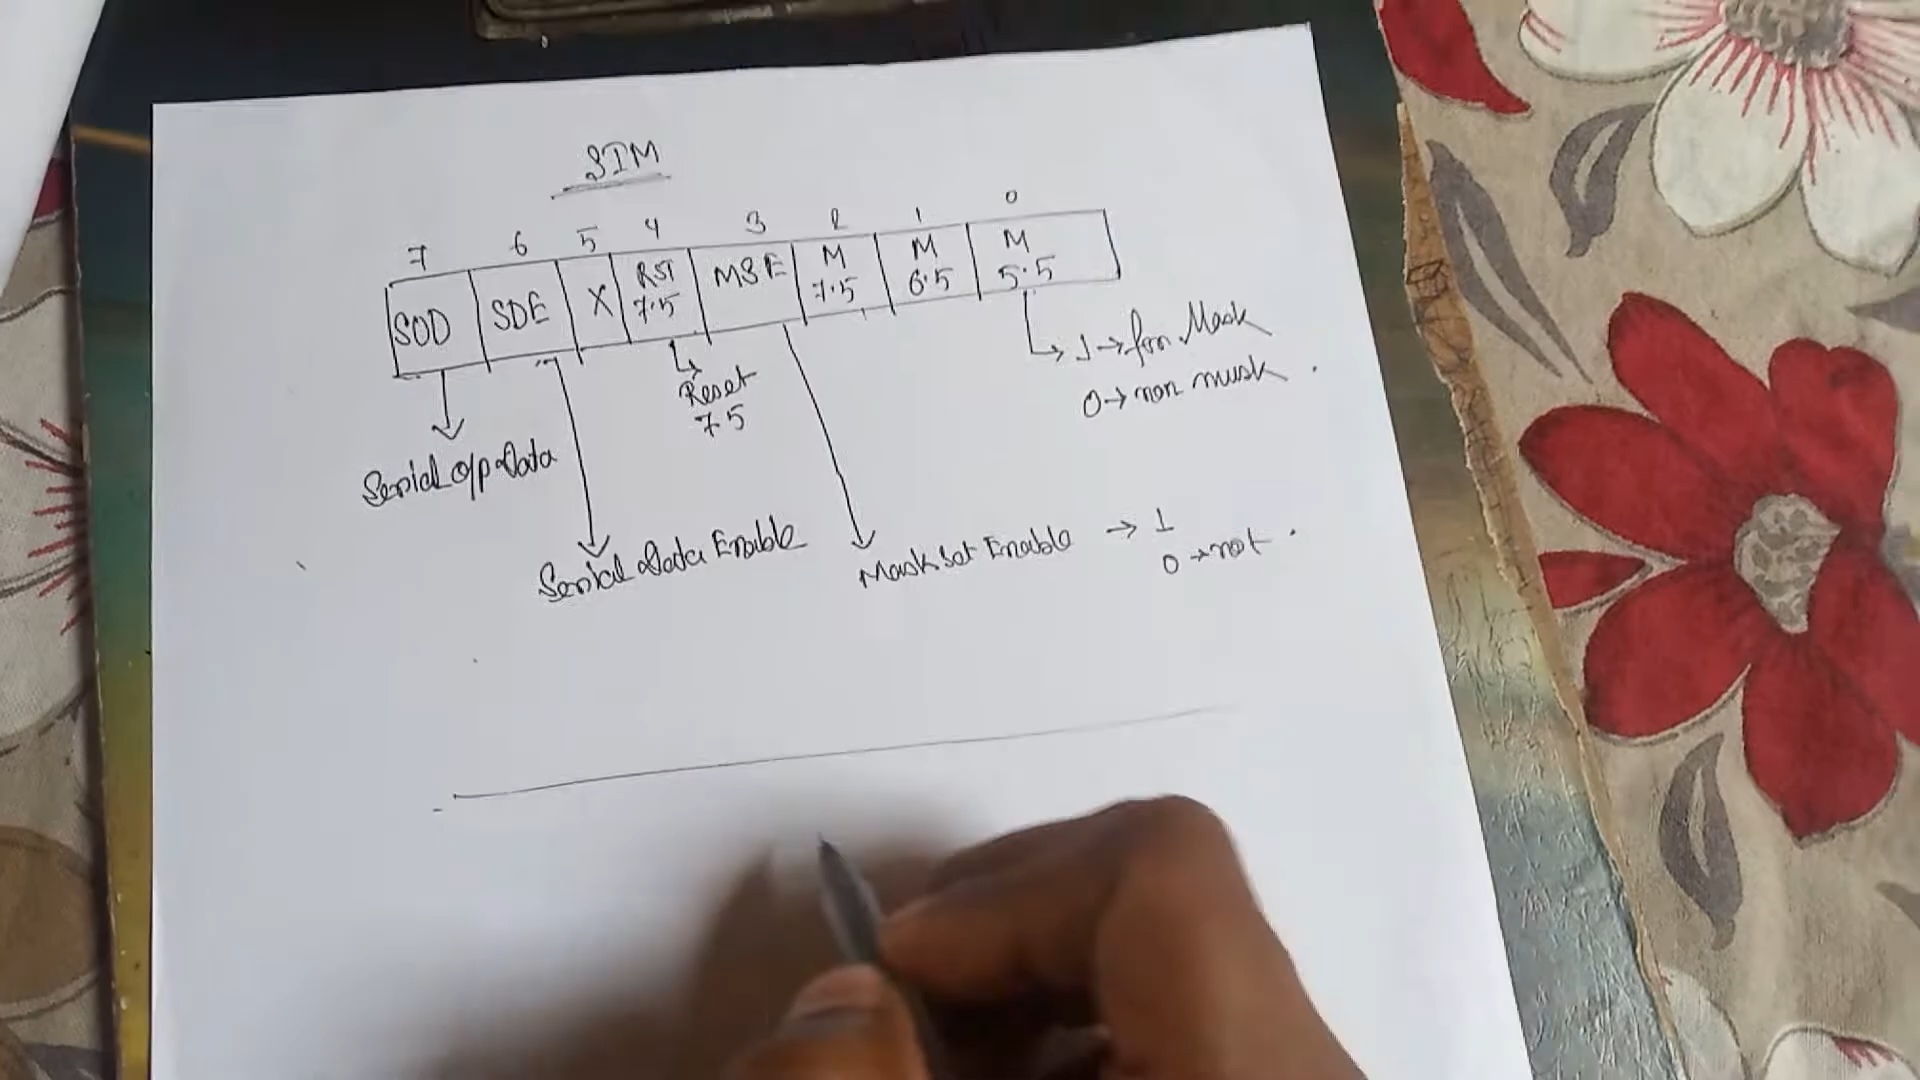 SIM
7 6 5 4 3 2 1 0
SOD SDE X RST 7.5 MSE M 7.5 M 6.5 M 5.5
1→ for Mask
0→ non musk.
Reset
7.5
Serial o/p Data
Serial Data Enable
Mask Set Enable → 1
0→not.